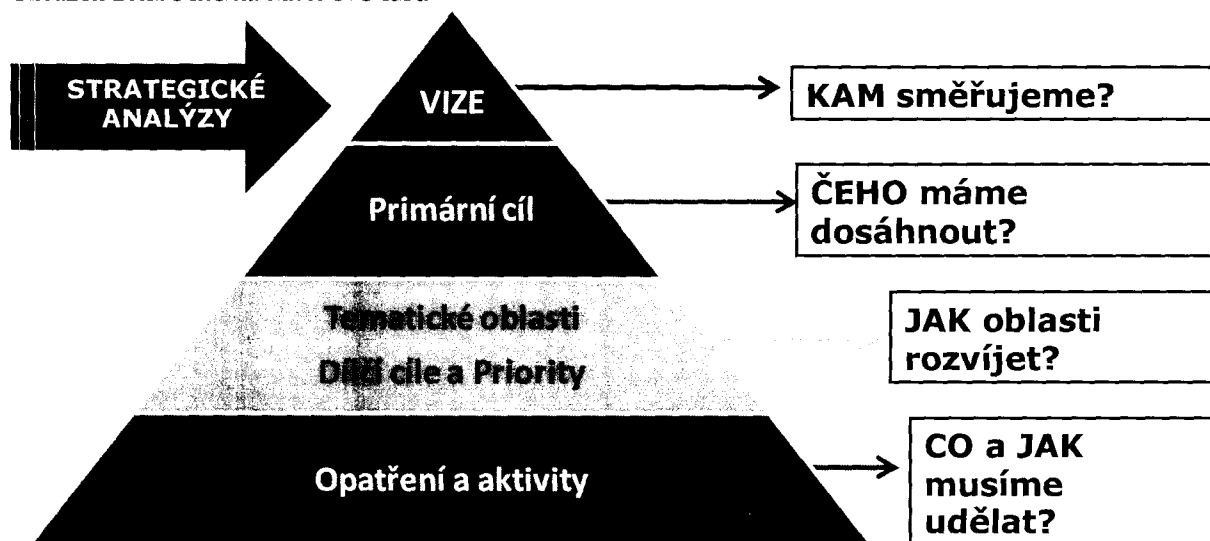 STRATEGICKÉ
ANALÝZY
VIZE
KAM směřujeme?
Primární cíl
ČEHO máme
dosáhnout?
Tematické oblasti
Dílčí cíle a Priority
JAK oblasti
rozvíjet?
Opatření a aktivity
CO a JAK
musíme
udělat?